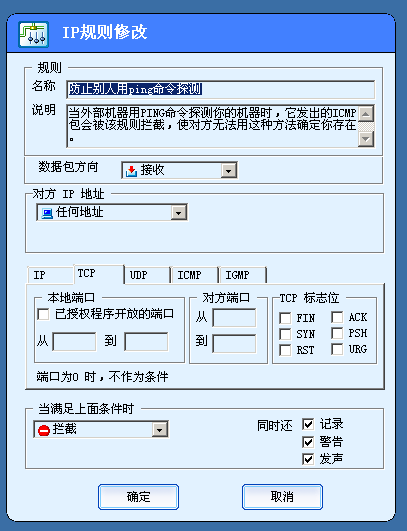 IP规则修改
规则
名称
防止别人用ping命令探测
说明
当外部机器用PING命令探测你的机器时，它发出的ICMP
包会被该规则拦截，使对方无法用这种方法确定你存在
。
数据包方向
接收
对方 IP 地址
任何地址
IP TCP UDP ICMP IGMP
本地端口
已授权程序开放的端口
从 到
对方端口
从
到
TCP 标志位
FIN ACK
SYN PSH
RST URG
端口为0 时，不作为条件
当满足上面条件时
拦截
同时还
记录
警告
发声
确定 取消